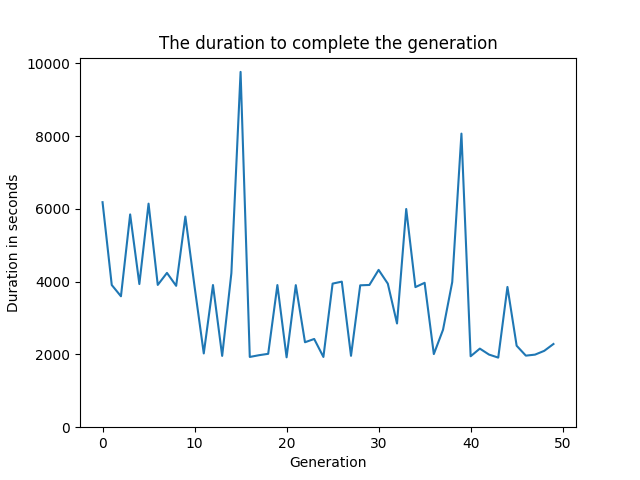 The duration to complete the generation
10000
8000
6000
4000
2000
0
Duration in seconds
0 10 20 30 40 50
Generation